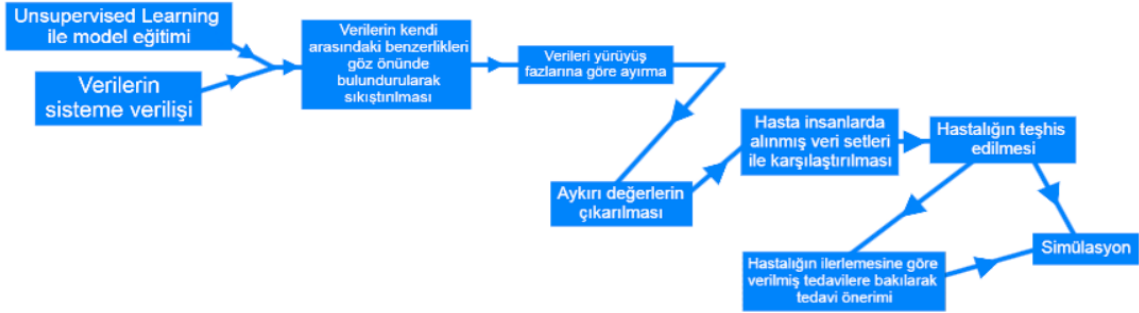 Unsupervised Learning
ile model eğitimi
Verilerin
sisteme verilişi
Verilerin kendi
arasındaki benzerlikleri
göz önünde
bulundurularak
sıkıştırılması
Verileri yürüyüş
fazlarına göre ayırma
Aykırı değerlerin
çıkarılması
Hasta insanlarda
alınmış veri setleri
ile karşılaştırılması
Hastalığın teşhis
edilmesi
Hastalığın ilerlemesine göre
verilmiş tedavilere bakılarak
tedavi önerimi
Simülasyon